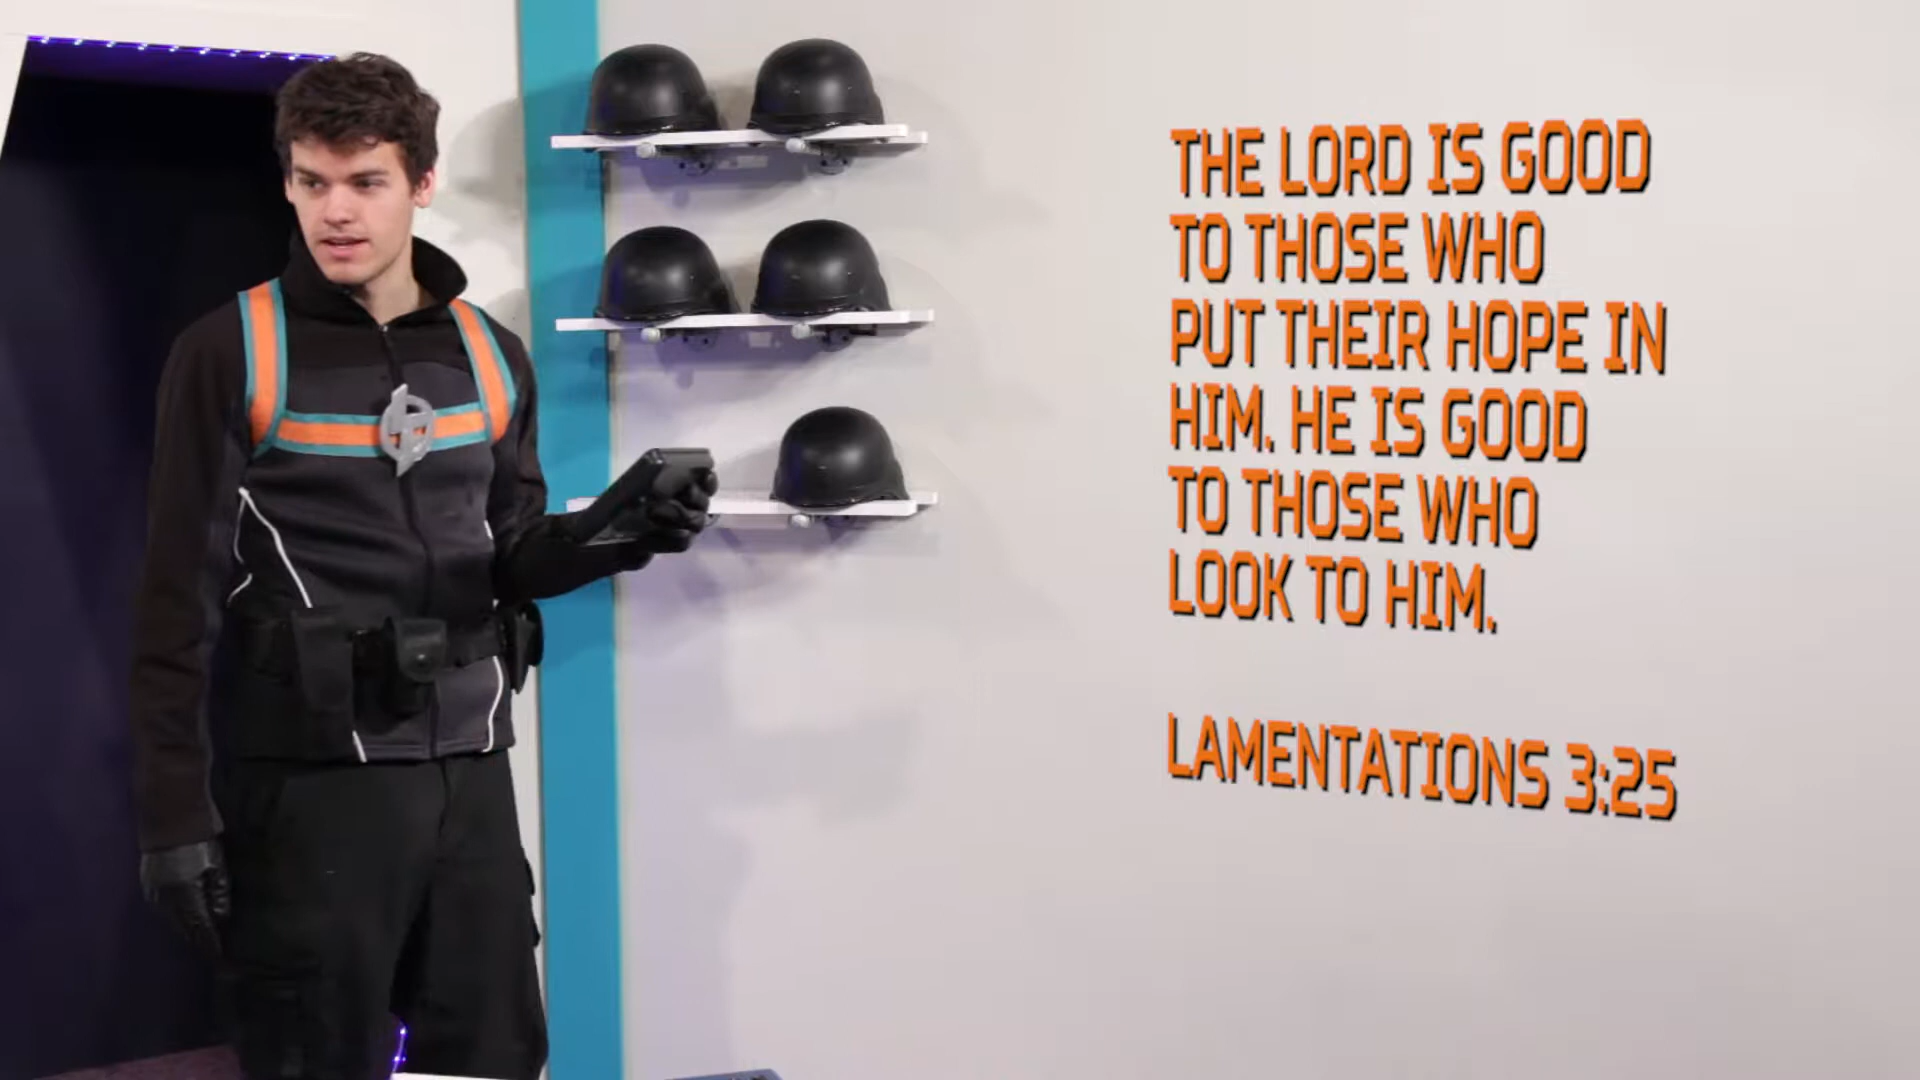 THE LORD IS GOOD
TO THOSE WHO
PUT THEIR HOPE IN
HIM. HE IS GOOD
TO THOSE WHO
LOOK TO HIM.
LAMENTATIONS 3:25